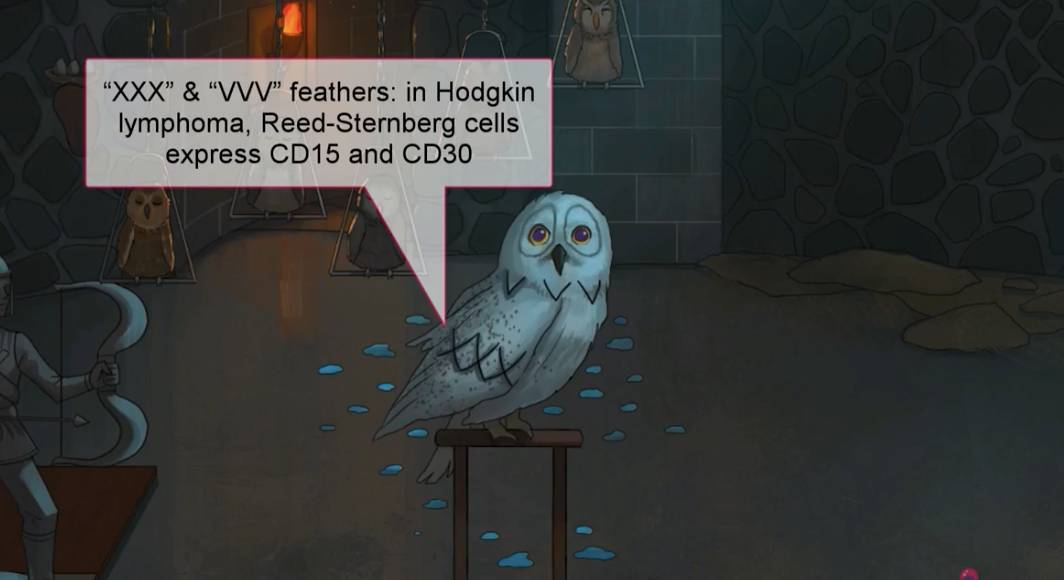 “XXX” & “VVV” feathers: in Hodgkin
lymphoma, Reed-Sternberg cells
express CD15 and CD30